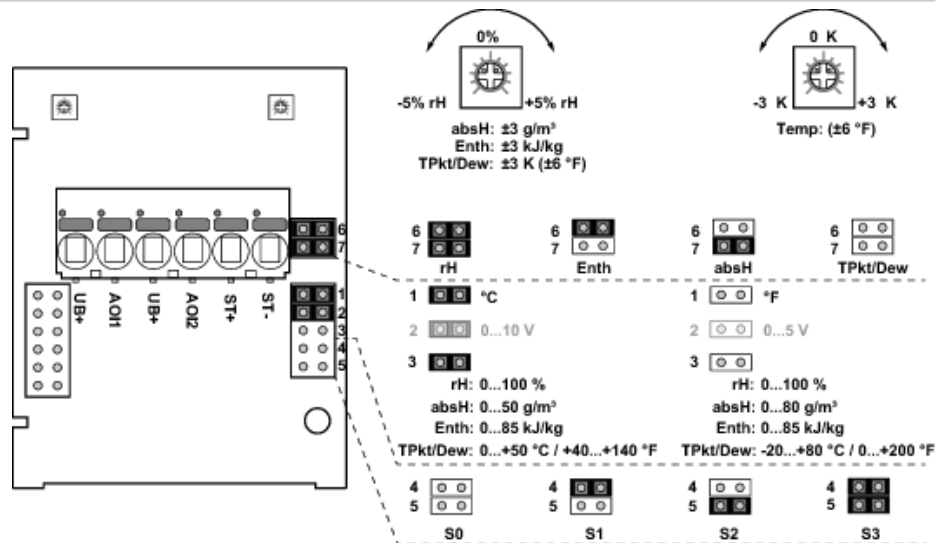 0%
0 K
-5% rH
+5% rH
-3 K
+3 K
absH: ±3 g/m³
Enth: ±3 kJ/kg
TPkt/Dew: ±3 K (±6 °F)
Temp: (±6 °F)
6
7
UB+
AOI1
UB+
AOI2
ST+
ST-
1
2
3
4
5
6
7
rH
6
7
Enth
6
7
absH
6
7
TPkt/Dew
1 °C
2 0...10 V
3
rH: 0...100 %
absH: 0...50 g/m³
Enth: 0...85 kJ/kg
TPkt/Dew: 0...+50 °C / +40...+140 °F
1 °F
2 0...5 V
3
rH: 0...100 %
absH: 0...80 g/m³
Enth: 0...85 kJ/kg
TPkt/Dew: -20...+80 °C / 0...+200 °F
4
5
S0
4
5
S1
4
5
S2
4
5
S3